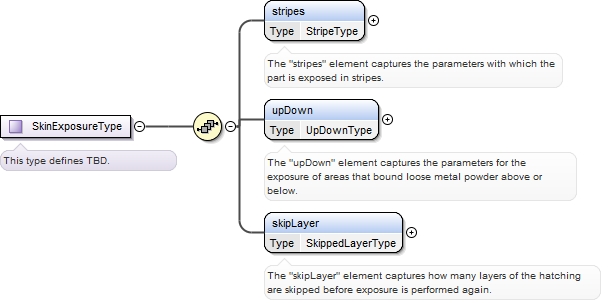 stripes
Type StripeType
The "stripes" element captures the parameters with which the
part is exposed in stripes.
SkinExposureType
This type defines TBD.
upDown
Type UpDownType
The "upDown" element captures the parameters for the
exposure of areas that bound loose metal powder above or
below.
skipLayer
Type SkippedLayerType
The "skipLayer" element captures how many layers of the hatching
are skipped before exposure is performed again.